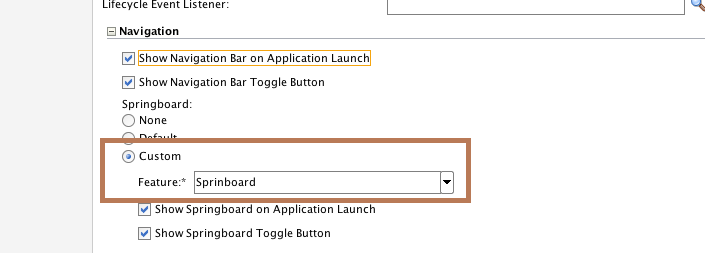 Lifecycle Event Listener:
Navigation
Show Navigation Bar on Application Launch
Show Navigation Bar Toggle Button
Springboard:
None
Default
Custom
Feature:* Sprinboard
Show Springboard on Application Launch
Show Springboard Toggle Button